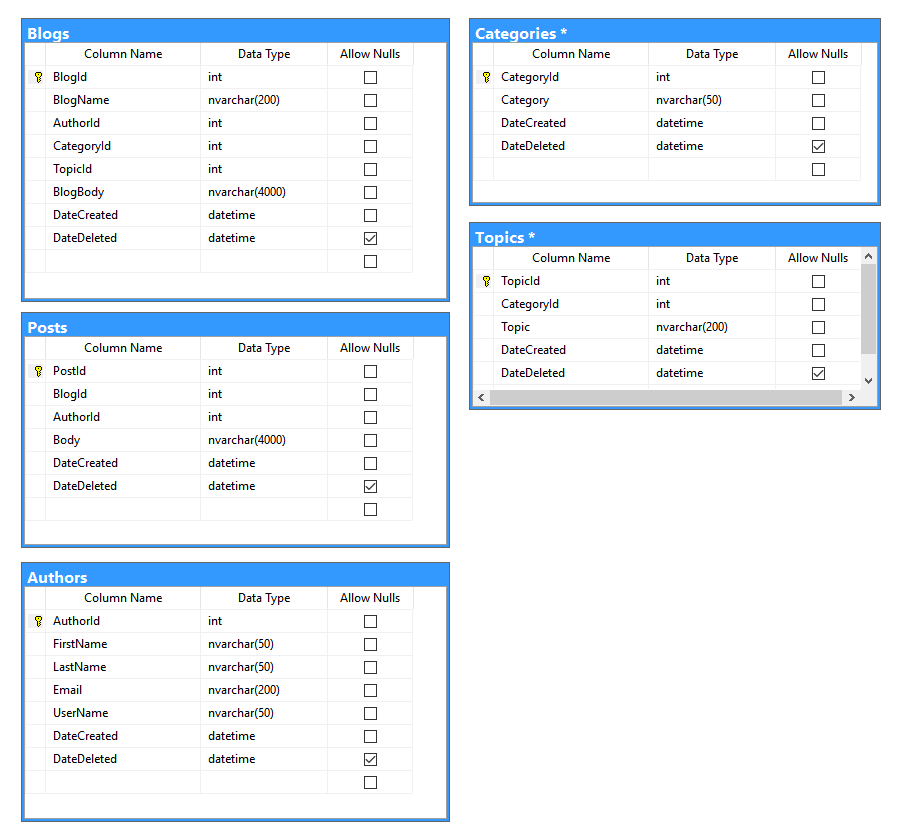 Blogs
Column Name Data Type Allow Nulls
BlogId int
BlogName nvarchar(200)
AuthorId int
CategoryId int
TopicId int
BlogBody nvarchar(4000)
DateCreated datetime
DateDeleted datetime
Posts
Column Name Data Type Allow Nulls
PostId int
BlogId int
AuthorId int
Body nvarchar(4000)
DateCreated datetime
DateDeleted datetime
Authors
Column Name Data Type Allow Nulls
AuthorId int
FirstName nvarchar(50)
LastName nvarchar(50)
Email nvarchar(200)
UserName nvarchar(50)
DateCreated datetime
DateDeleted datetime
Categories *
Column Name Data Type Allow Nulls
CategoryId int
Category nvarchar(50)
DateCreated datetime
DateDeleted datetime
Topics *
Column Name Data Type Allow Nulls
TopicId int
CategoryId int
Topic nvarchar(200)
DateCreated datetime
DateDeleted datetime